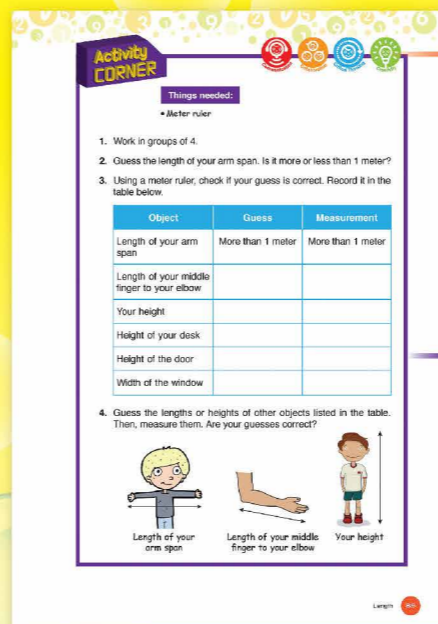 Activity
CORNER
Things needed:
• Meter ruler
1. Work in groups of 4.
2. Guess the length of your arm span. Is it more or less than 1 meter?
3. Using a meter ruler, check if your guess is correct. Record it in the
table below.
Object Guess Measurement
Length of your arm
span
More than 1 meter More than 1 meter
Length of your middle
finger to your elbow
Your height
Height of your desk
Height of the door
Width of the window
4. Guess the lengths or heights of other objects listed in the table.
Then, measure them. Are your guesses correct?
Length of your
arm span
Length of your middle
finger to your elbow
Your height
Length